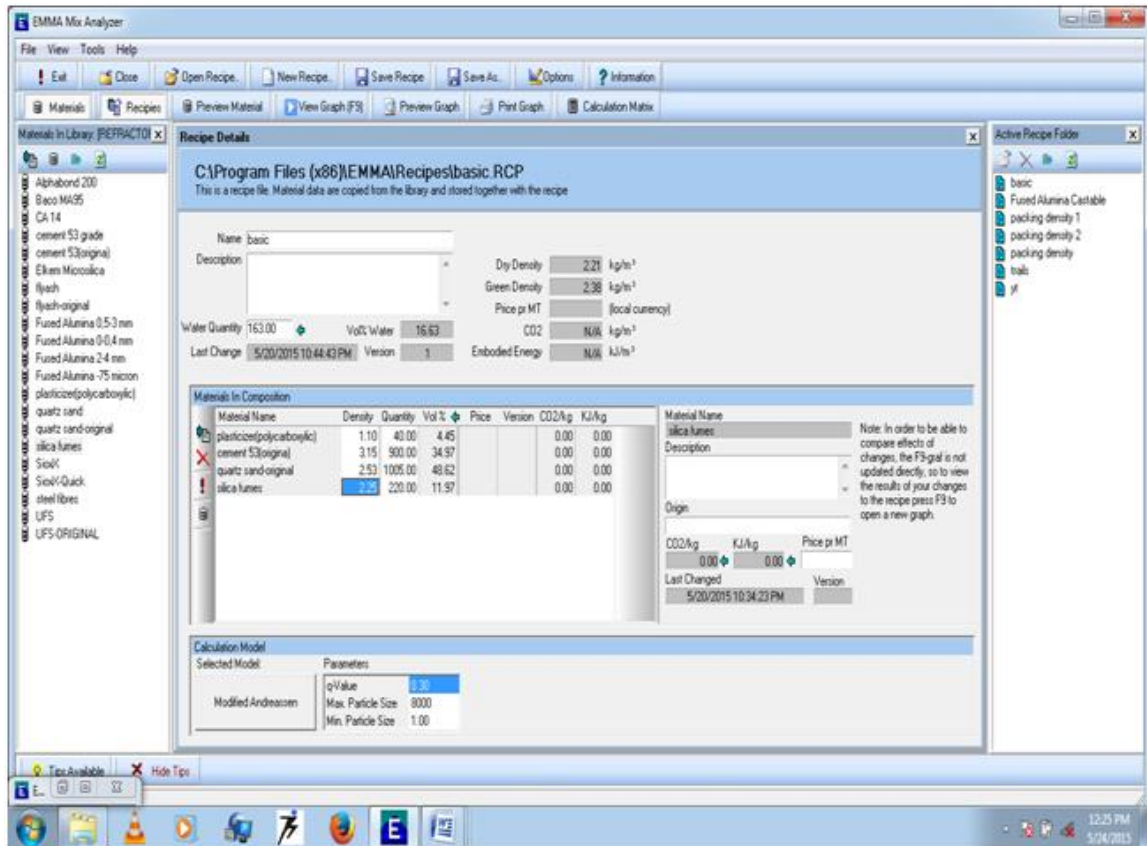 EMMA Mix Analyzer
File View Tools Help
Exit Close Open Recipe.. New Recipe.. Save Recipe Save As.. Options Information
Materials Recipies Preview Material View Graph (F9) Preview Graph Print Graph Calculation Matrix
Materials In Library: [REFRACTOI
Alphabond 200
Baco MA95
CA 14
cement 53 grade
cement 53(orignal)
Elkem Microsilica
flyash
flyash-original
Fused Alumina 0,5-3 mm
Fused Alumina 0-0,4 mm
Fused Alumina 2-4 mm
Fused Alumina -75 micron
plasticizer(polycarboxylic)
quartz sand
quartz sand-original
silica fumes
SioxX
SioxX-Quick
steel fibres
UFS
UFS-ORIGINAL
Recipe Details
C:\Program Files (x86)\EMMA\Recipes\basic.RCP
This is a recipe file. Material data are copied from the library and stored together with the recipe
Name basic
Description
Water Quantity 163.00 Vol% Water 16.63
Last Change 5/20/2015 10:44:43 PM Version 1
Dry Density 2.21 kg/m³
Green Density 2.38 kg/m³
Price pr MT (local currency)
CO2 N/A kg/m³
Embodied Energy N/A kJ/m³
Materials In Composition
Material Name Density Quantity Vol % Price Version CO2/kg KJ/kg
plasticizer(polycarboxylic) 1.10 40.00 4.45 0.00 0.00
cement 53(orignal) 3.15 900.00 34.97 0.00 0.00
quartz sand-original 2.53 1005.00 48.62 0.00 0.00
silica fumes 2.25 220.00 11.97 0.00 0.00
Material Name
silica fumes
Description
Origin
CO2/kg KJ/kg Price pr MT
0.00 0.00
Last Changed Version
5/20/2015 10:34:23 PM
Note: In order to be able to
compare effects of
changes, the F9-graf is not
updated directly, so to view
the results of your changes
to the recipe press F9 to
open a new graph.
Calculation Model
Selected Model: Parameters
Modified Andreassen
q-Value 0.30
Max. Particle Size 8000
Min. Particle Size 1.00
Active Recipe Folder
basic
Fused Alumina Castable
packing density 1
packing density 2
packing density
trails
yt
Tips Available Hide Tips
E...
12:25 PM
5/24/2015